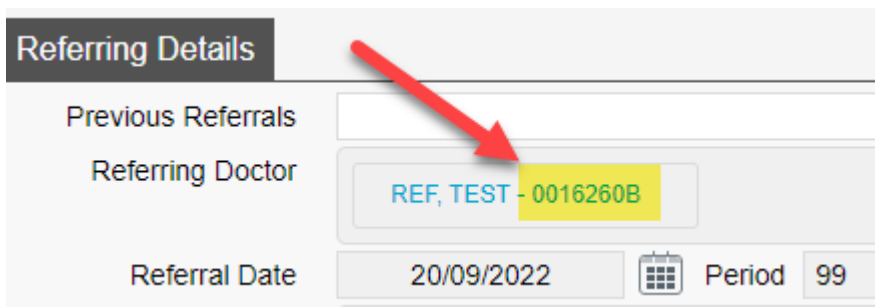 Referring Details
Previous Referrals
Referring Doctor
REF, TEST - 0016260B
Referral Date 20/09/2022 Period 99